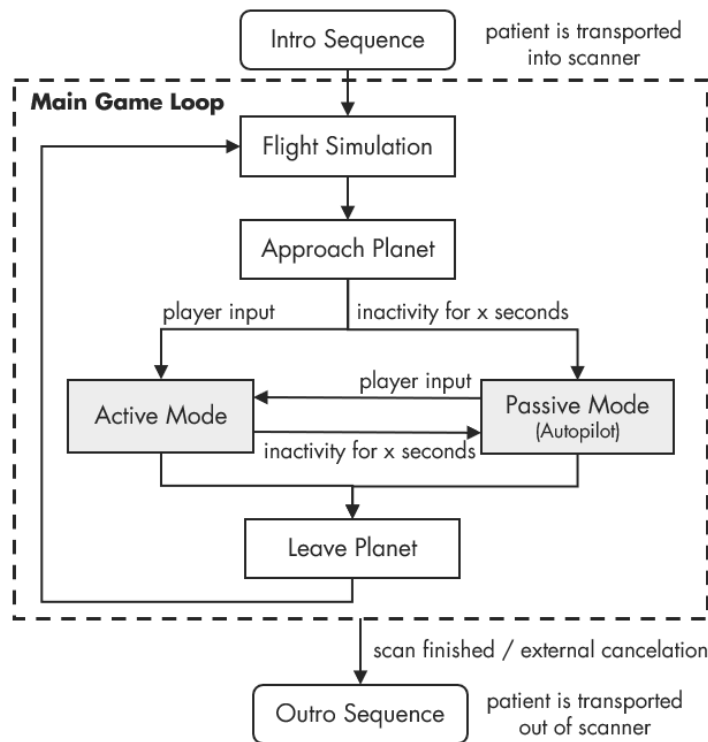 Intro Sequence
patient is transported
into scanner
Main Game Loop
Flight Simulation
Approach Planet
player input
inactivity for x seconds
Active Mode
player input
inactivity for x seconds
Passive Mode
(Autopilot)
Leave Planet
scan finished / external cancelation
Outro Sequence
patient is transported
out of scanner